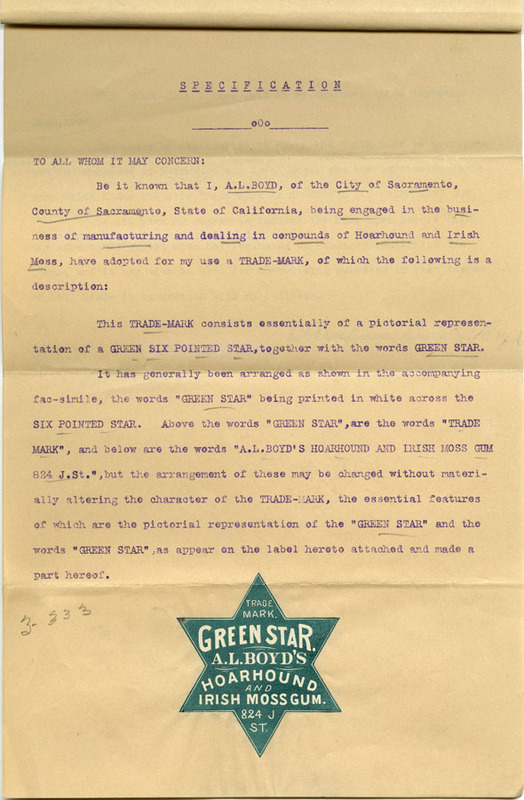 SPECIFICATION
oOo
TO ALL WHOM IT MAY CONCERN:
Be it known that I, A.L.BOYD, of the City of Sacramento,
County of Sacramento, State of California, being engaged in the busi-
ness of manufacturing and dealing in conpounds of Hoarhound and Irish
Moss, have adopted for my use a TRADE-MARK, of which the following is a
description:
This TRADE-MARK consists essentially of a pictorial represen-
tation of a GREEN SIX POINTED STAR,together with the words GREEN STAR.
It has generally been arranged as shown in the accompanying
fac-simile, the words "GREEN STAR" being printed in white across the
SIX POINTED STAR. Above the words "GREEN STAR",are the words "TRADE
MARK", and below are the words "A.L.BOYD'S HOARHOUND AND IRISH MOSS GUM
824 J.St.",but the arrangement of these may be changed without materi-
ally altering the character of the TRADE-MARK, the essential features
of which are the pictorial representation of the "GREEN STAR" and the
words "GREEN STAR",as appear on the label hereto attached and made a
part hereof.
3-533
TRADE
MARK.
GREEN STAR.
A.L.BOYD'S
HOARHOUND
AND
IRISH MOSS GUM.
824 J
ST.